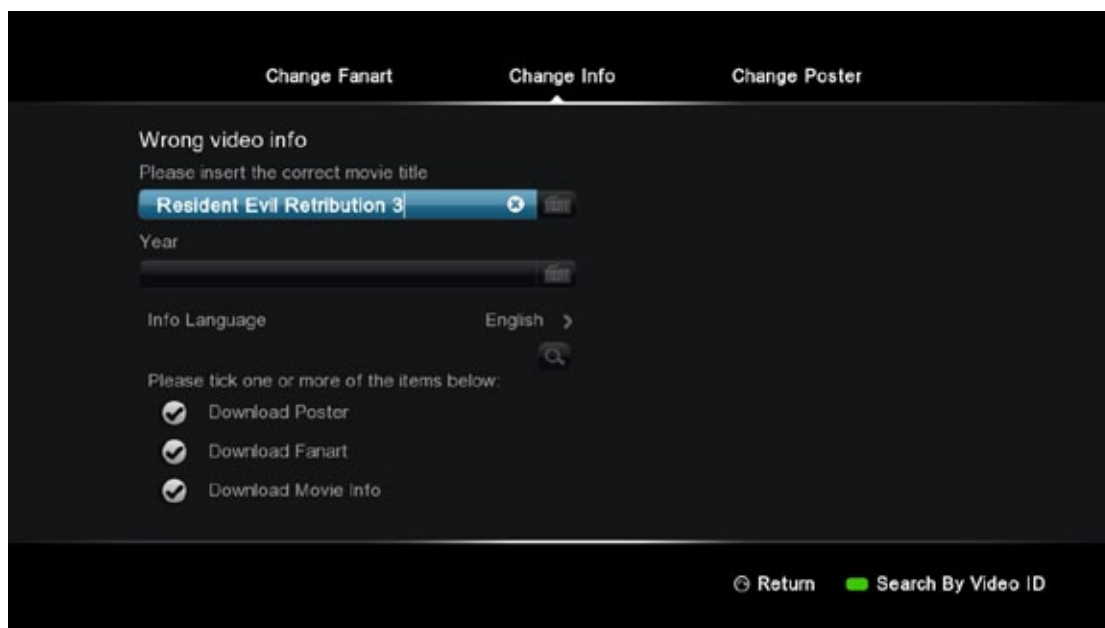 Change Fanart Change Info Change Poster
Wrong video info
Please insert the correct movie title
Resident Evil Retribution 3
Year
Info Language English
Please tick one or more of the items below:
Download Poster
Download Fanart
Download Movie Info
Return Search By Video ID